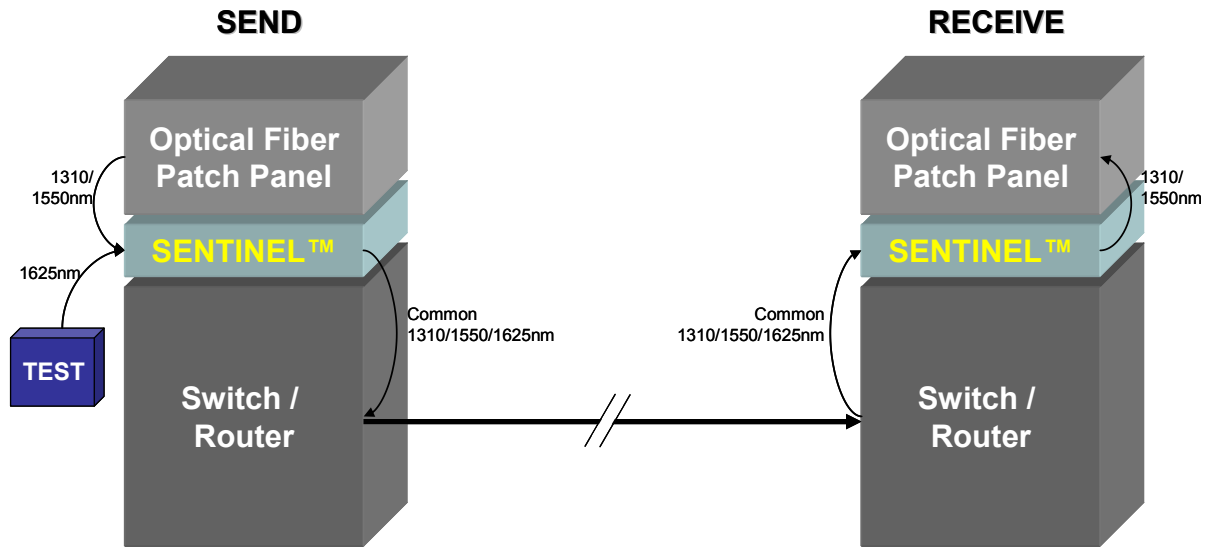 SEND
RECEIVE
Optical Fiber
Patch Panel
1310/
1550nm
SENTINEL™
1625nm
TEST
Common
1310/1550/1625nm
Switch /
Router
Optical Fiber
Patch Panel
1310/
1550nm
SENTINEL™
Common
1310/1550/1625nm
Switch /
Router